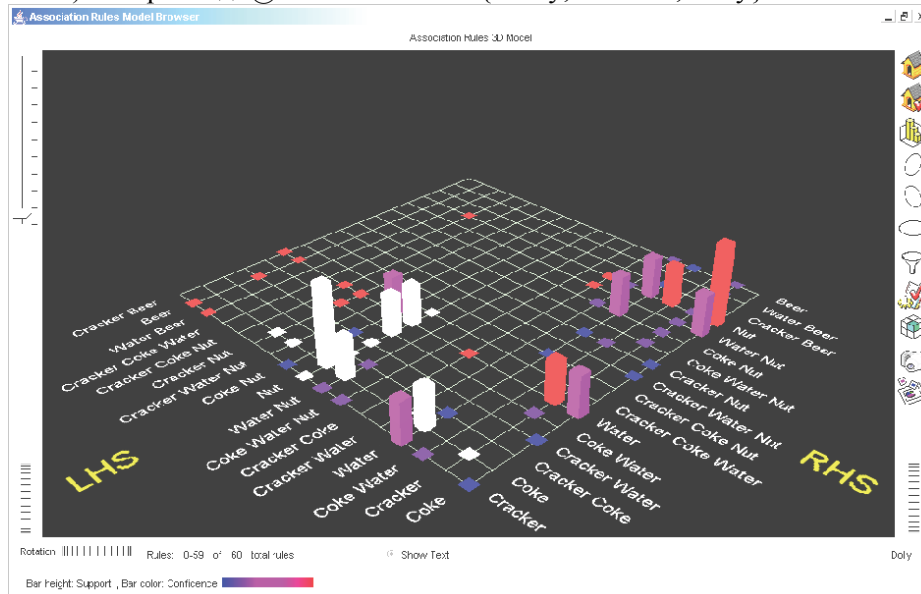 Association Rules Model Browser
Association Rules 3D Model
Cracker Beer
Beer
Water Beer
Cracker Coke Water
Cracker Coke Nut
Cracker Nut
Cracker Water Nut
Coke Nut
Nut
Water Nut
Coke Water Nut
Cracker Coke
Cracker Water
Water
Coke Water
Cracker
Coke
LHS
Beer
Water Beer
Cracker Beer
Nut
Water Nut
Coke Nut
Coke Water Nut
Cracker Nut
Cracker Water Nut
Cracker Coke Nut
Cracker Coke Water
Water
Coke Water
Cracker Water
Cracker Coke
Coke
Cracker
RHS
Rotation
Rules: 0-59 of 60 total rules
Show Text
Dolly
Bar height: Support , Bar color: Conficence